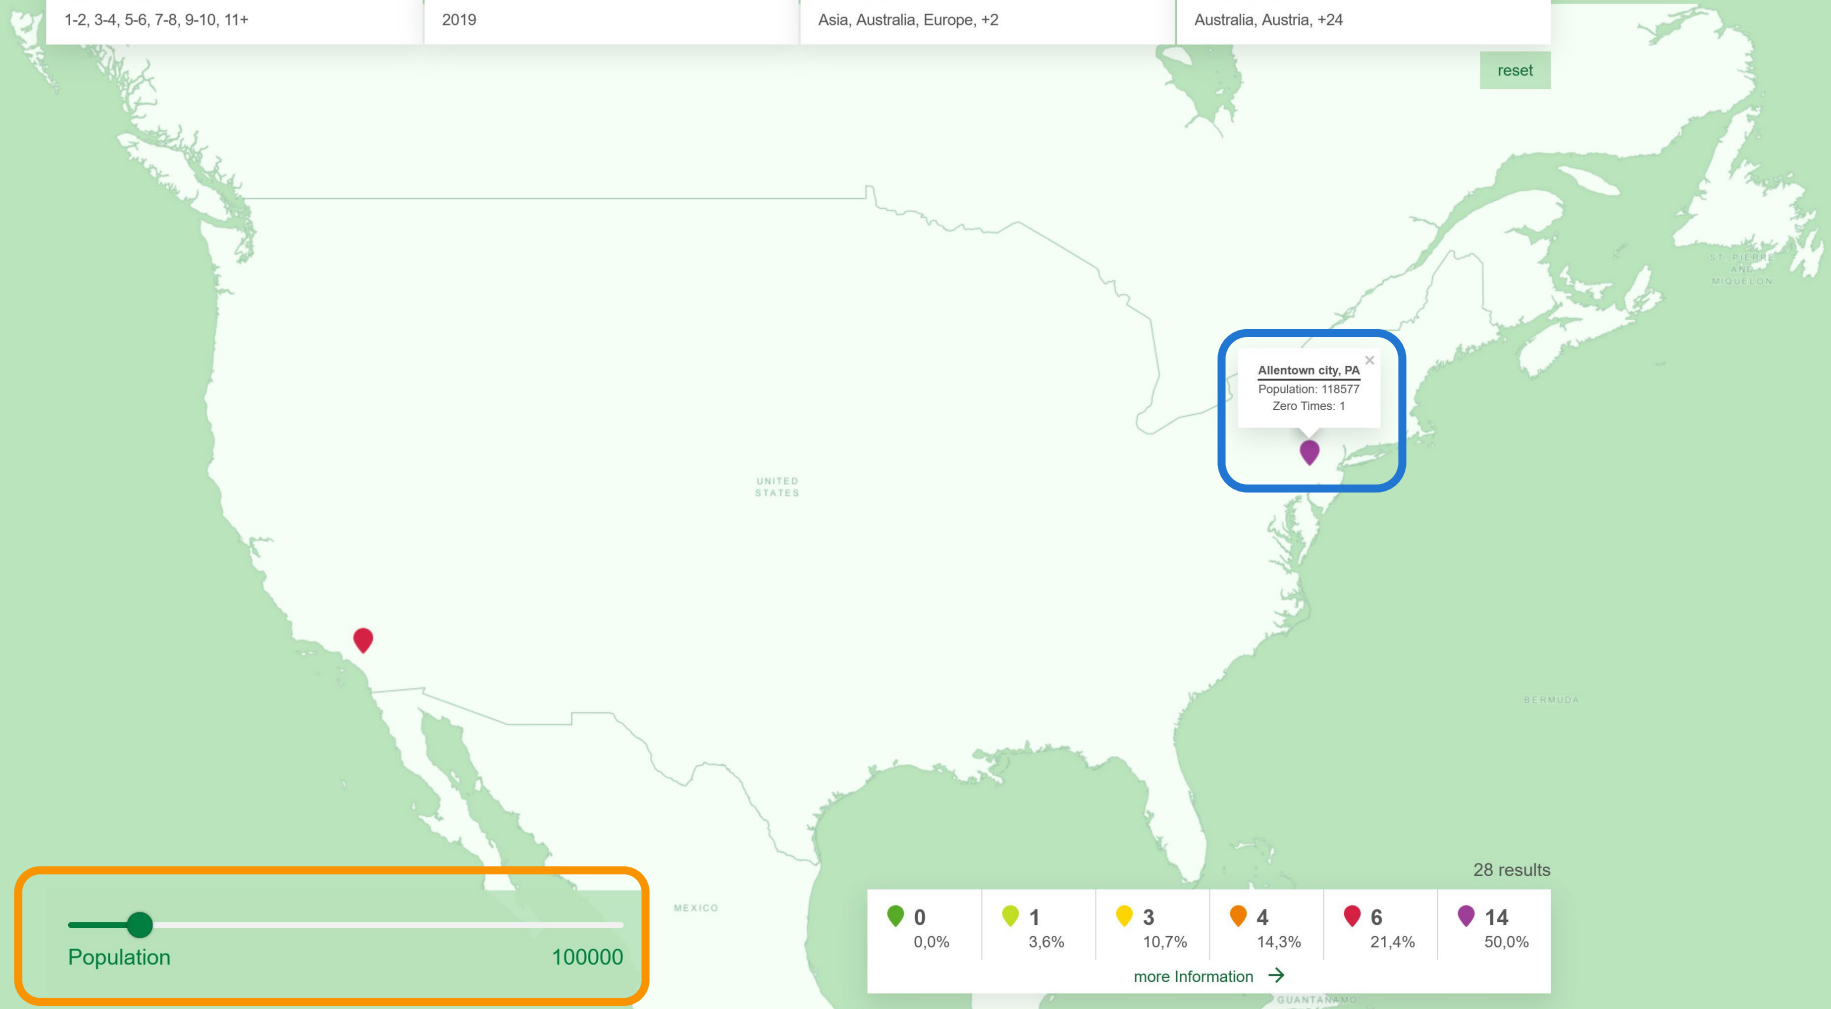 1-2, 3-4, 5-6, 7-8, 9-10, 11+
2019
Asia, Australia, Europe, +2
Australia, Austria, +24
reset
ST. PIERRE
AND
MIQUELON
Allentown city, PA
×
Population: 118577
Zero Times: 1
UNITED
STATES
BERMUDA
28 results
MEXICO
0
0,0%
1
3,6%
3
10,7%
4
14,3%
6
21,4%
14
50,0%
more Information →
Population
100000
GUANTANAMO